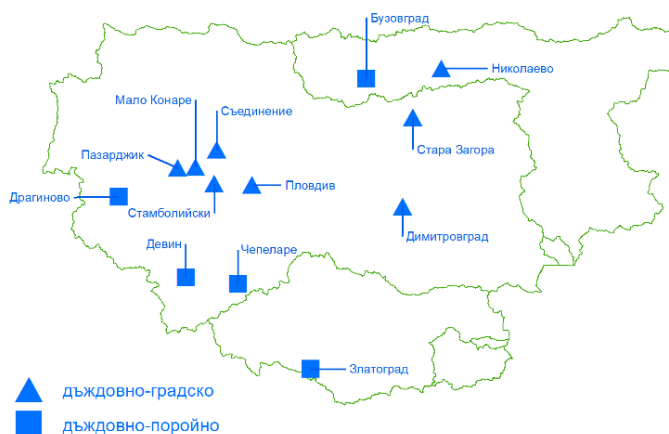 Бузовград
Николаево
Мало Конаре
Съединение
Стара Загора
Пазарджик
Пловдив
Драгиново
Стамболийски
Димитровград
Девин
Чепеларе
Златоград
дъждовно-градско
дъждовно-поройно